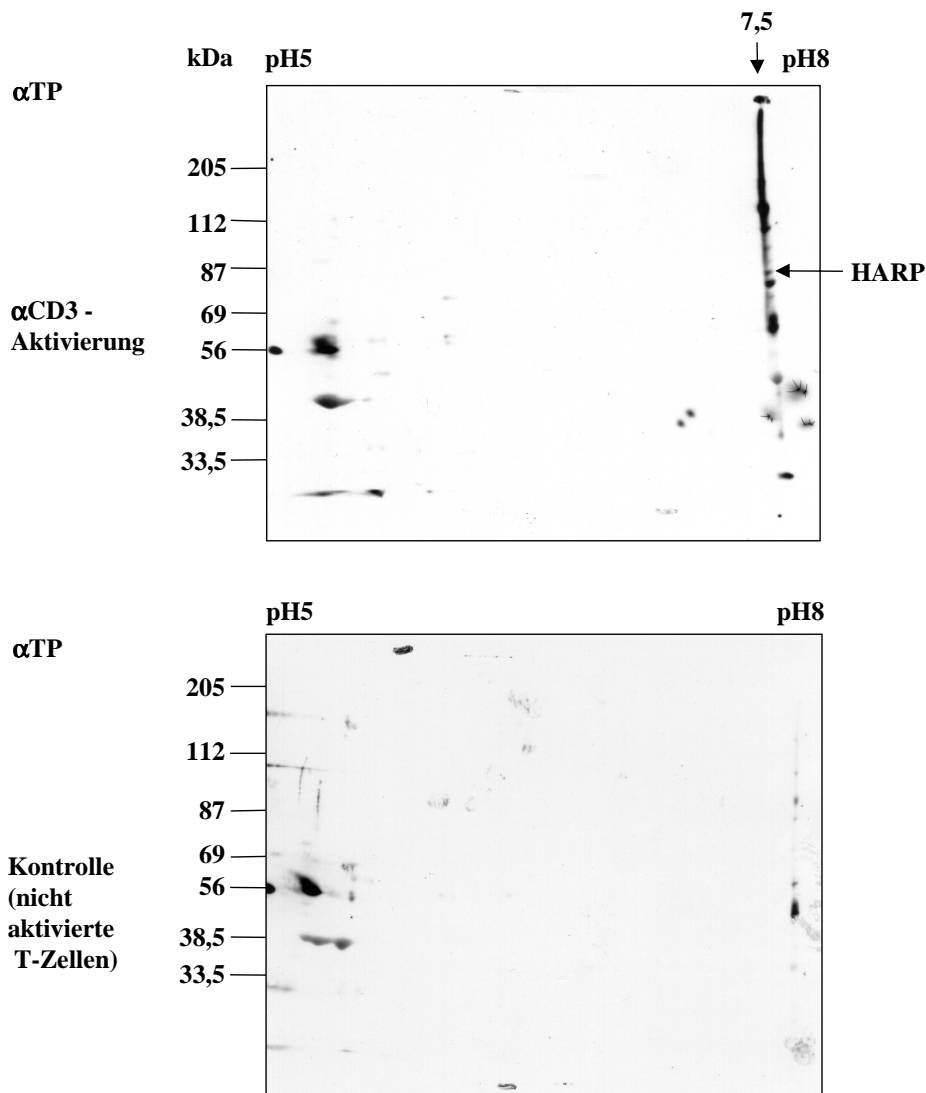 7,5
kDa pH5 pH8
αTP
205
112
87 HARP
69
αCD3 -
Aktivierung
56
38,5
33,5
pH5 pH8
αTP
205
112
87
69
Kontrolle
56
(nicht
aktivierte
38,5
T-Zellen)
33,5